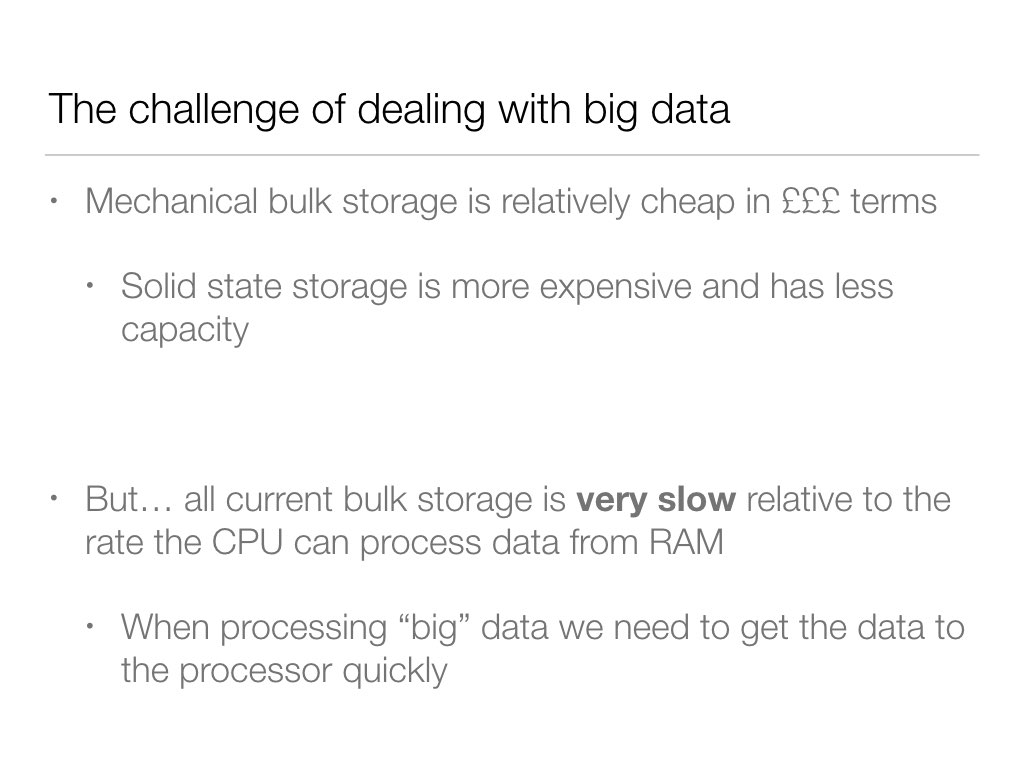 The challenge of dealing with big data
• Mechanical bulk storage is relatively cheap in £££ terms
• Solid state storage is more expensive and has less
capacity
• But… all current bulk storage is very slow relative to the
rate the CPU can process data from RAM
• When processing “big” data we need to get the data to
the processor quickly